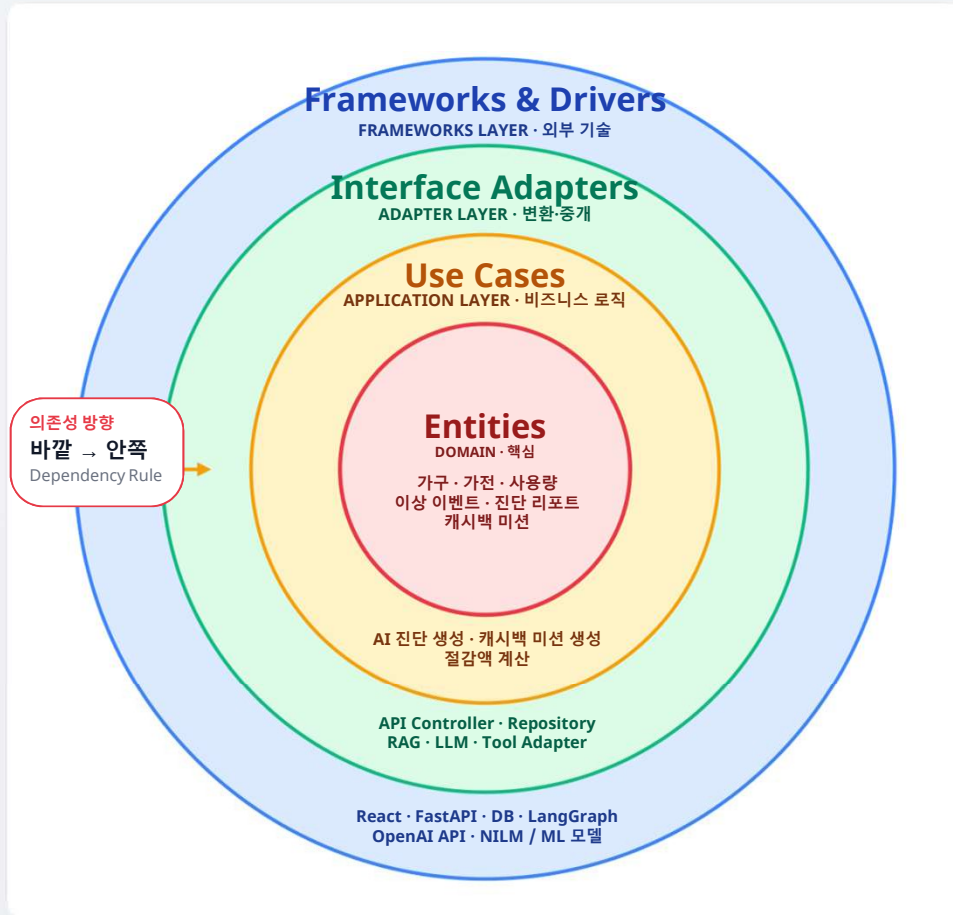 Frameworks & Drivers
FRAMEWORKS LAYER · 외부 기술
Interface Adapters
ADAPTER LAYER · 변환·중개
Use Cases
APPLICATION LAYER · 비즈니스 로직
의존성 방향
바깥 → 안쪽
Dependency Rule
Entities
DOMAIN · 핵심
가구 · 가전 · 사용량
이상 이벤트 · 진단 리포트
캐시백 미션
AI 진단 생성 · 캐시백 미션 생성
절감액 계산
API Controller · Repository
RAG · LLM · Tool Adapter
React · FastAPI · DB · LangGraph
OpenAI API · NILM / ML 모델